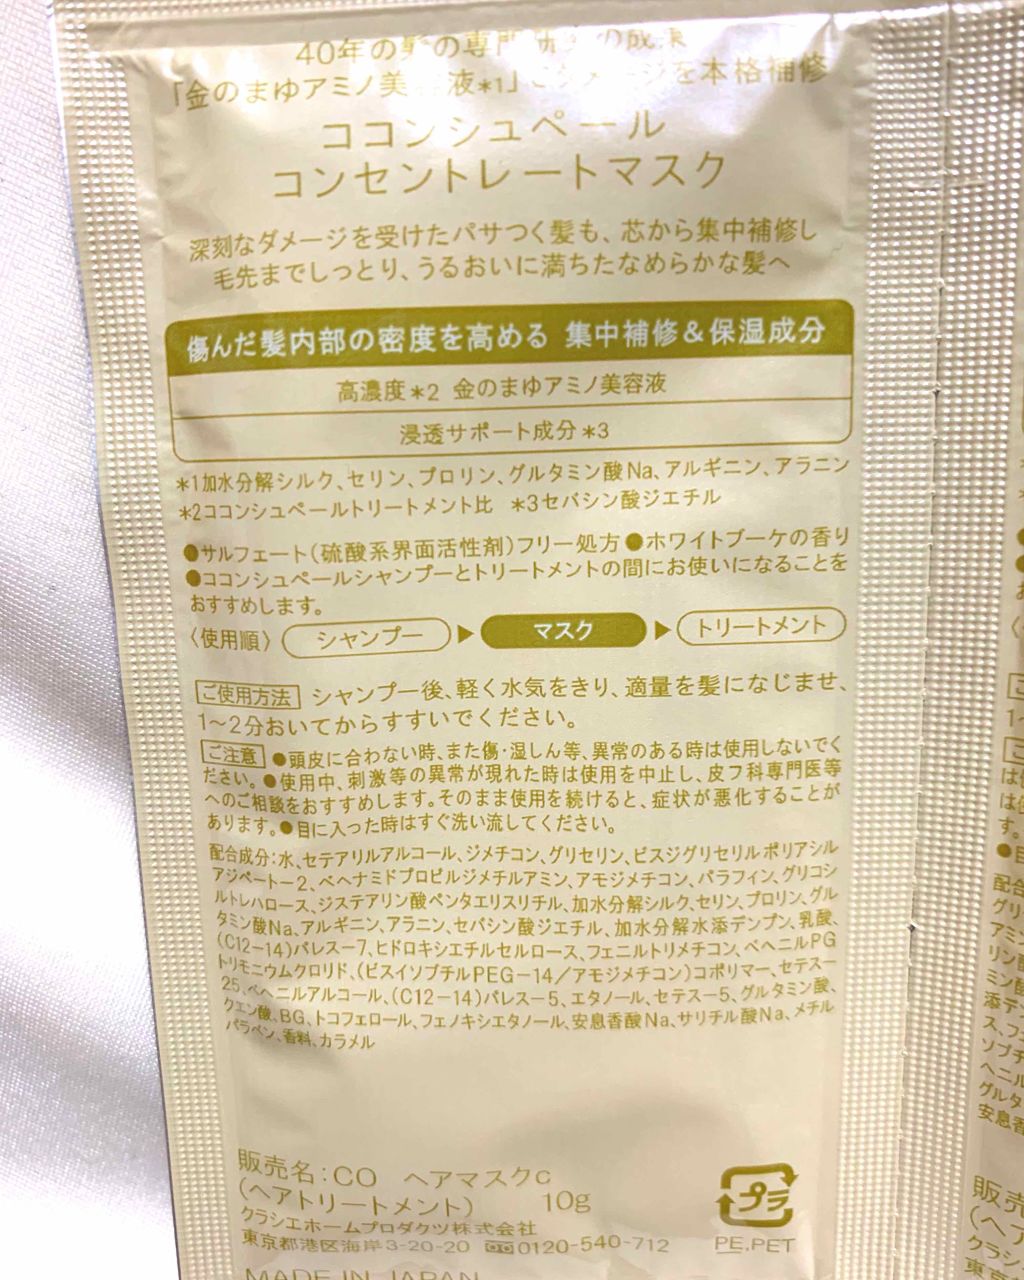 40年の髪の専門研究の成果
「金のまゆアミノ美容液*1」 を本格補修
ココンシュペール
コンセントレートマスク
深刻なダメージを受けたパサつく髪も、芯から集中補修し
毛先までしっとり、うるおいに満ちたなめらかな髪へ
傷んだ髪内部の密度を高める 集中補修&保湿成分
高濃度*2 金のまゆアミノ美容液
浸透サポート成分*3
*1加水分解シルク、セリン、プロリン、グルタミン酸Na、アルギニン、アラニン
*2ココンシュペールトリートメント比 *3セバシン酸ジエチル
●サルフェート(硫酸系界面活性剤)フリー処方●ホワイトブーケの香り
●ココンシュペールシャンプーとトリートメントの間にお使いになることを
おすすめします。
〈使用順〉 シャンプー ▶ マスク ▶ トリートメント
ご使用方法 シャンプー後、軽く水気をきり、適量を髪になじませ、
1〜2分おいてからすすいでください。
ご注意 ●頭皮に合わない時、また傷・湿しん等、異常のある時は使用しないでく
ださい。●使用中、刺激等の異常が現れた時は使用を中止し、皮フ科専門医等
へのご相談をおすすめします。そのまま使用を続けると、症状が悪化することが
あります。●目に入った時はすぐ洗い流してください。
配合成分:水、セテアリルアルコール、ジメチコン、グリセリン、ビスジグリセリルポリアシル
アジペート-2、ベヘナミドプロピルジメチルアミン、アモジメチコン、パラフィン、グリコシ
ルトレハロース、ジステアリン酸ペンタエリスリチル、加水分解シルク、セリン、プロリン、グル
タミン酸Na、アルギニン、アラニン、セバシン酸ジエチル、加水分解水添デンプン、乳酸、
(C12-14)パレス-7、ヒドロキシエチルセルロース、フェニルトリメチコン、ベヘニルPG
トリモニウムクロリド、(ビスイソブチルPEG-14/アモジメチコン)コポリマー、セテス-
25、ベヘニルアルコール、(C12-14)パレス-5、エタノール、セテス-5、グルタミン酸、
クエン酸、BG、トコフェロール、フェノキシエタノール、安息香酸Na、サリチル酸Na、メチル
パラベン、香料、カラメル
販売名:CO ヘアマスクc
(ヘアトリートメント) 10g
クラシエホームプロダクツ株式会社
東京都港区海岸3-20-20 0120-540-712
プラ
PE.PET
MADE IN JAPAN